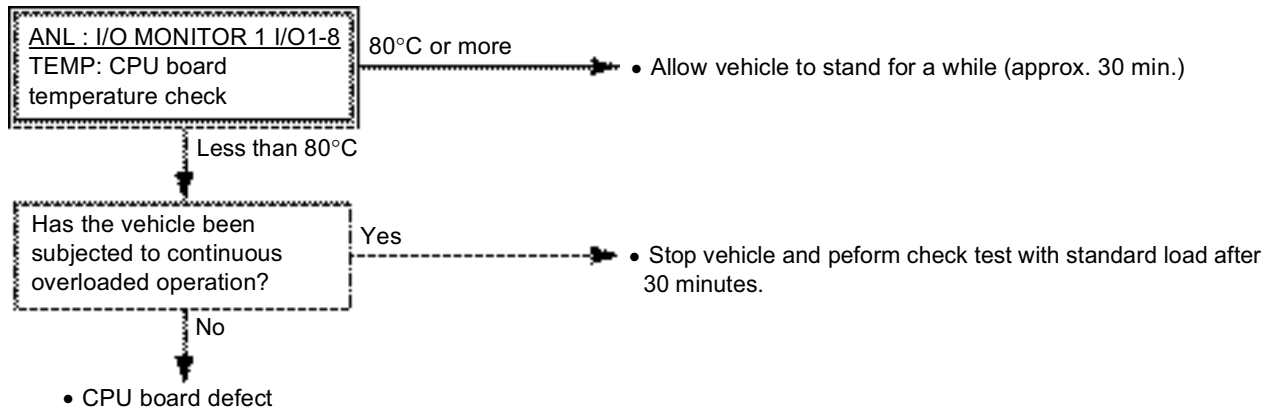 ANL : I/O MONITOR 1 I/O1-8
TEMP: CPU board
temperature check
80°C or more
• Allow vehicle to stand for a while (approx. 30 min.)
Less than 80°C
Has the vehicle been
subjected to continuous
overloaded operation?
Yes
• Stop vehicle and peform check test with standard load after
30 minutes.
No
• CPU board defect